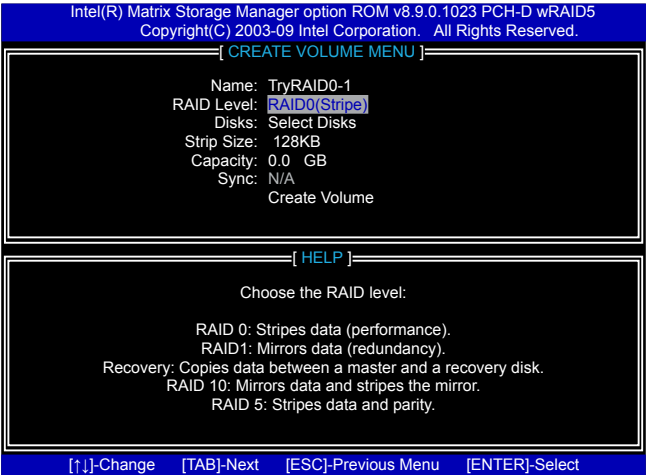 Intel(R) Matrix Storage Manager option ROM v8.9.0.1023 PCH-D wRAID5
Copyright(C) 2003-09 Intel Corporation. All Rights Reserved.
[ CREATE VOLUME MENU ]
Name: TryRAID0-1
RAID Level: RAID0(Stripe)
Disks: Select Disks
Strip Size: 128KB
Capacity: 0.0 GB
Sync: N/A
Create Volume
[ HELP ]
Choose the RAID level:
RAID 0: Stripes data (performance).
RAID1: Mirrors data (redundancy).
Recovery: Copies data between a master and a recovery disk.
RAID 10: Mirrors data and stripes the mirror.
RAID 5: Stripes data and parity.
[↑↓]-Change [TAB]-Next [ESC]-Previous Menu [ENTER]-Select